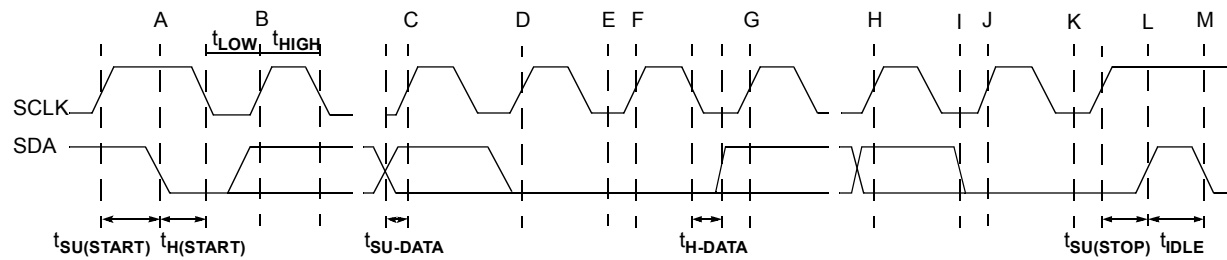 A B C D E F G H I J K L M
tLOW tHIGH
SCLK
SDA
tSU(START) tH(START) tSU-DATA tH-DATA tSU(STOP) tIDLE